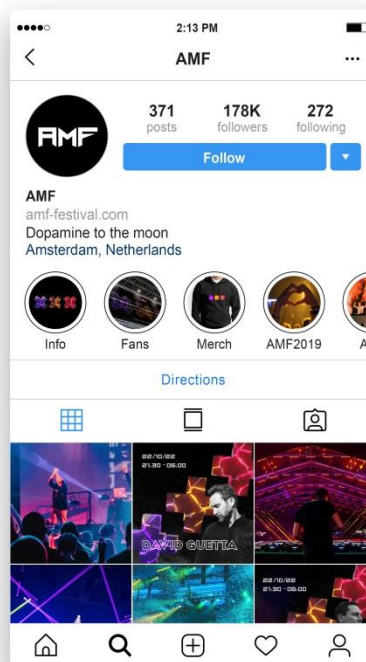 2:13 PM
AMF
AMF
371 178K 272
posts followers following
Follow
AMF
amf-festival.com
Dopamine to the moon
Amsterdam, Netherlands
Info Fans Merch AMF2019 A
Directions
22/10/22
21:30 - 06:00
DAVID GUETTA
22/10/22
21:30 - 06:00